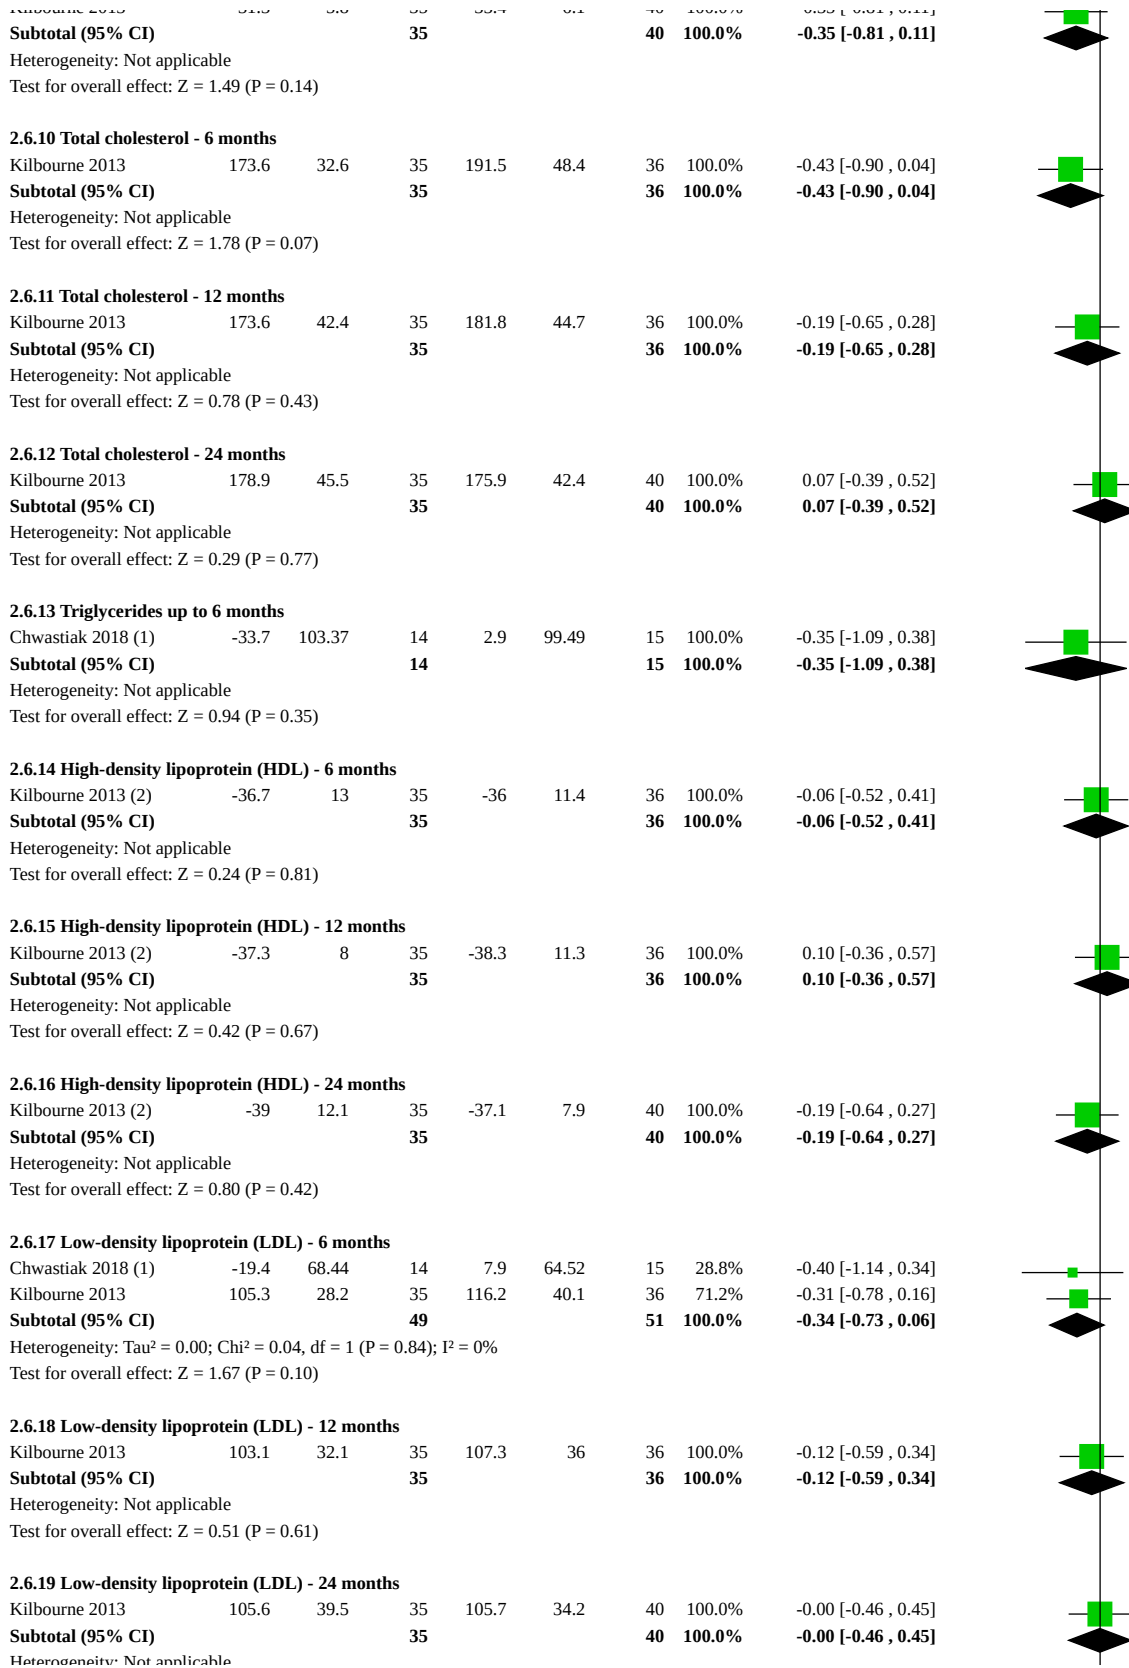 Subtotal (95% CI) 35 40 100.0% -0.35 [-0.81 , 0.11]
Heterogeneity: Not applicable
Test for overall effect: Z = 1.49 (P = 0.14)
2.6.10 Total cholesterol - 6 months
Kilbourne 2013 173.6 32.6 35 191.5 48.4 36 100.0% -0.43 [-0.90 , 0.04]
Subtotal (95% CI) 35 36 100.0% -0.43 [-0.90 , 0.04]
Heterogeneity: Not applicable
Test for overall effect: Z = 1.78 (P = 0.07)
2.6.11 Total cholesterol - 12 months
Kilbourne 2013 173.6 42.4 35 181.8 44.7 36 100.0% -0.19 [-0.65 , 0.28]
Subtotal (95% CI) 35 36 100.0% -0.19 [-0.65 , 0.28]
Heterogeneity: Not applicable
Test for overall effect: Z = 0.78 (P = 0.43)
2.6.12 Total cholesterol - 24 months
Kilbourne 2013 178.9 45.5 35 175.9 42.4 40 100.0% 0.07 [-0.39 , 0.52]
Subtotal (95% CI) 35 40 100.0% 0.07 [-0.39 , 0.52]
Heterogeneity: Not applicable
Test for overall effect: Z = 0.29 (P = 0.77)
2.6.13 Triglycerides up to 6 months
Chwastiak 2018 (1) -33.7 103.37 14 2.9 99.49 15 100.0% -0.35 [-1.09 , 0.38]
Subtotal (95% CI) 14 15 100.0% -0.35 [-1.09 , 0.38]
Heterogeneity: Not applicable
Test for overall effect: Z = 0.94 (P = 0.35)
2.6.14 High-density lipoprotein (HDL) - 6 months
Kilbourne 2013 (2) -36.7 13 35 -36 11.4 36 100.0% -0.06 [-0.52 , 0.41]
Subtotal (95% CI) 35 36 100.0% -0.06 [-0.52 , 0.41]
Heterogeneity: Not applicable
Test for overall effect: Z = 0.24 (P = 0.81)
2.6.15 High-density lipoprotein (HDL) - 12 months
Kilbourne 2013 (2) -37.3 8 35 -38.3 11.3 36 100.0% 0.10 [-0.36 , 0.57]
Subtotal (95% CI) 35 36 100.0% 0.10 [-0.36 , 0.57]
Heterogeneity: Not applicable
Test for overall effect: Z = 0.42 (P = 0.67)
2.6.16 High-density lipoprotein (HDL) - 24 months
Kilbourne 2013 (2) -39 12.1 35 -37.1 7.9 40 100.0% -0.19 [-0.64 , 0.27]
Subtotal (95% CI) 35 40 100.0% -0.19 [-0.64 , 0.27]
Heterogeneity: Not applicable
Test for overall effect: Z = 0.80 (P = 0.42)
2.6.17 Low-density lipoprotein (LDL) - 6 months
Chwastiak 2018 (1) -19.4 68.44 14 7.9 64.52 15 28.8% -0.40 [-1.14 , 0.34]
Kilbourne 2013 105.3 28.2 35 116.2 40.1 36 71.2% -0.31 [-0.78 , 0.16]
Subtotal (95% CI) 49 51 100.0% -0.34 [-0.73 , 0.06]
Heterogeneity: Tau² = 0.00; Chi² = 0.04, df = 1 (P = 0.84); I² = 0%
Test for overall effect: Z = 1.67 (P = 0.10)
2.6.18 Low-density lipoprotein (LDL) - 12 months
Kilbourne 2013 103.1 32.1 35 107.3 36 36 100.0% -0.12 [-0.59 , 0.34]
Subtotal (95% CI) 35 36 100.0% -0.12 [-0.59 , 0.34]
Heterogeneity: Not applicable
Test for overall effect: Z = 0.51 (P = 0.61)
2.6.19 Low-density lipoprotein (LDL) - 24 months
Kilbourne 2013 105.6 39.5 35 105.7 34.2 40 100.0% -0.00 [-0.46 , 0.45]
Subtotal (95% CI) 35 40 100.0% -0.00 [-0.46 , 0.45]
Heterogeneity: Not applicable